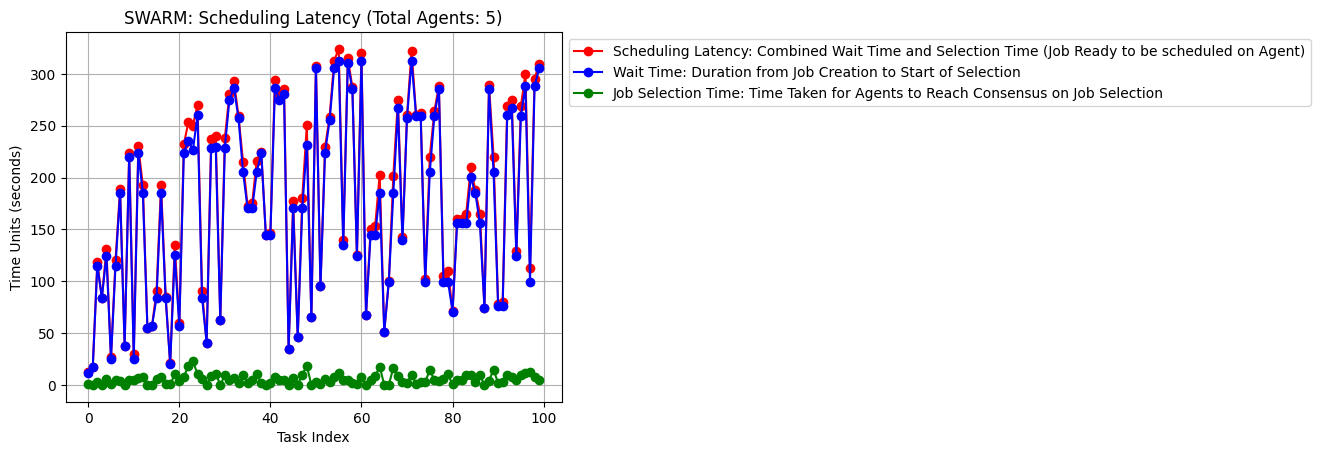 SWARM: Scheduling Latency (Total Agents: 5)
Scheduling Latency: Combined Wait Time and Selection Time (Job Ready to be scheduled on Agent)
Wait Time: Duration from Job Creation to Start of Selection
Job Selection Time: Time Taken for Agents to Reach Consensus on Job Selection
Time Units (seconds)
300
250
200
150
100
50
0
0 20 40 60 80 100
Task Index